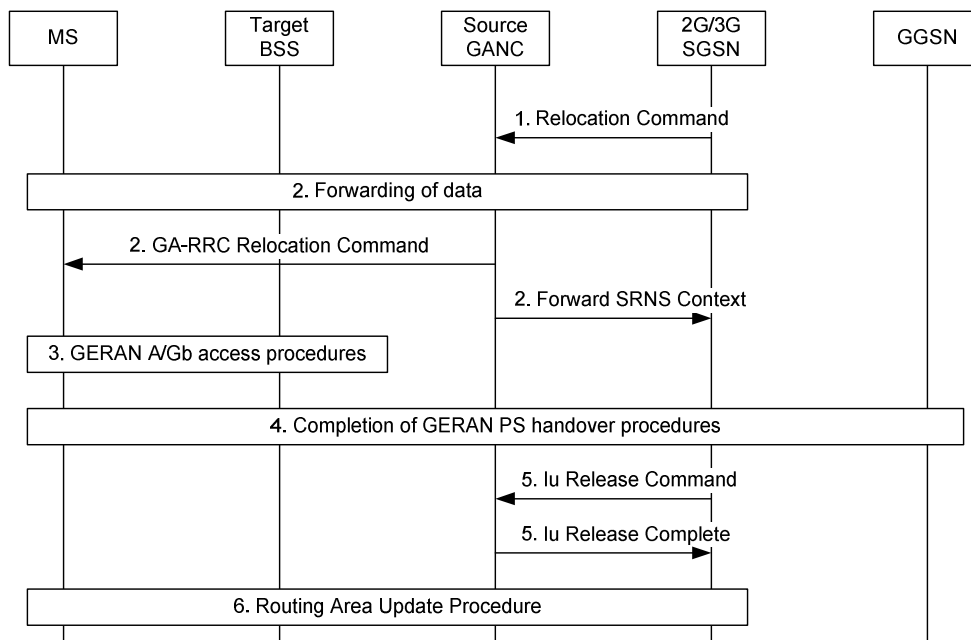 MS
Target
BSS
Source
GANC
2G/3G
SGSN
GGSN
1. Relocation Command
2. Forwarding of data
2. GA-RRC Relocation Command
2. Forward SRNS Context
3. GERAN A/Gb access procedures
4. Completion of GERAN PS handover procedures
5. Iu Release Command
5. Iu Release Complete
6. Routing Area Update Procedure